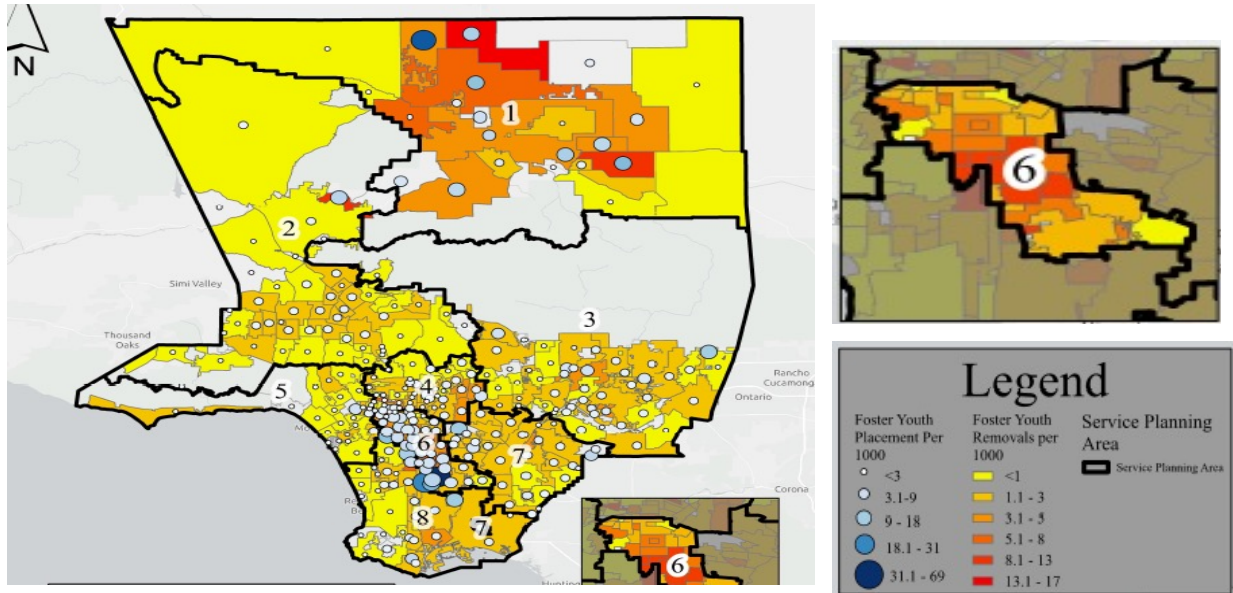 N
1
2
3
Simi Valley
Thousand
Oaks
4
5
6
7
7
8
Rancho
Cucamong
Ontario
Corona
6
6
Legend
Foster Youth
Placement Per
1000
<3
3.1-9
9 - 18
18.1 - 31
31.1 - 69
Foster Youth
Removals per
1000
<1
1.1 - 3
3.1 - 5
5.1 - 8
8.1 - 13
13.1 - 17
Service Planning
Area
Service Planning Area